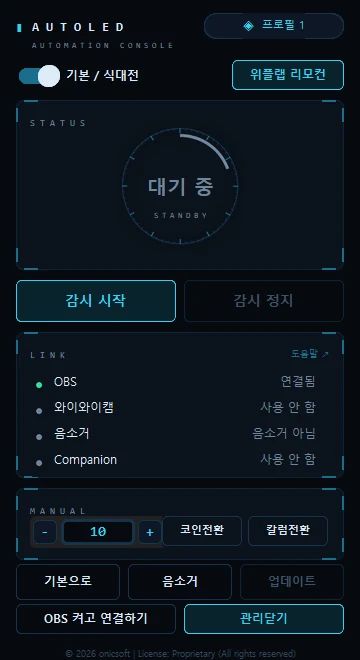 AUTOLED
◈ 프로필 1
AUTOMATION CONSOLE
기본 / 식대전
위플랩 리모컨
STATUS
대기 중
STANDBY
감시 시작
감시 정지
LINK
도움말 ↗
OBS 연결됨
와이와이캠 사용 안 함
음소거 음소거 아님
Companion 사용 안 함
MANUAL
- 10 + 코인전환 칼럼전환
기본으로 음소거 업데이트
OBS 켜고 연결하기 관리닫기
© 2026 onicsoft | License: Proprietary (All rights reserved)